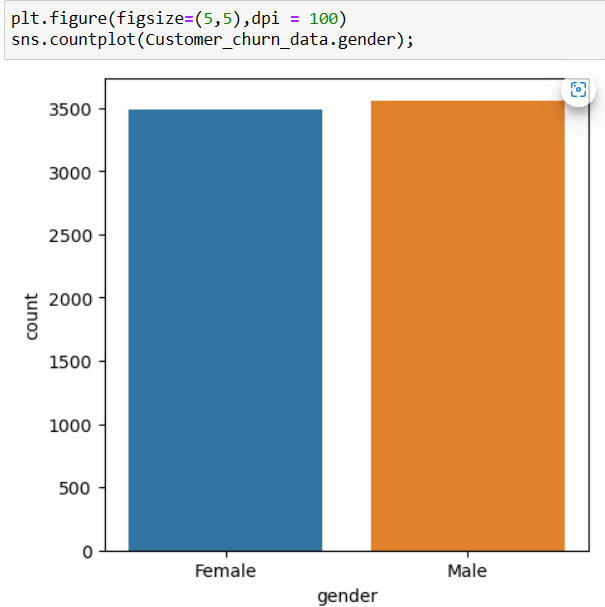 plt.figure(figsize=(5,5),dpi = 100)
sns.countplot(Customer_churn_data.gender);
3500
3000
2500
2000
1500
1000
500
0
count
Female Male
gender